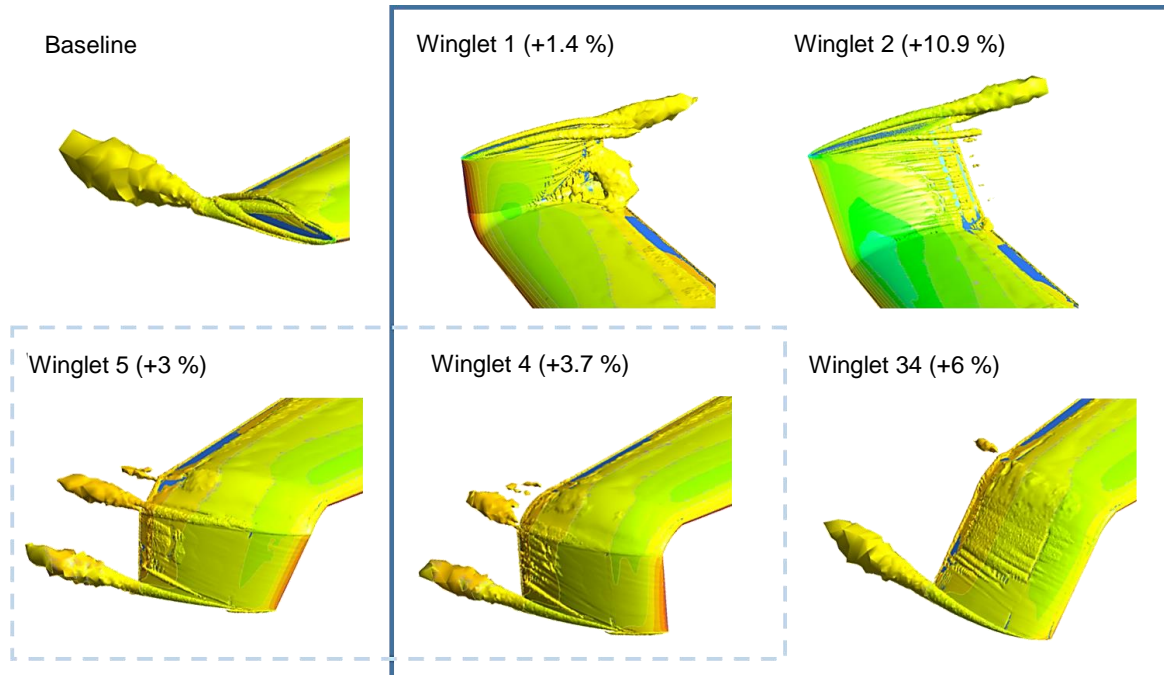 Baseline
Winglet 1 (+1.4 %)
Winglet 2 (+10.9 %)
Winglet 5 (+3 %)
Winglet 4 (+3.7 %)
Winglet 34 (+6 %)